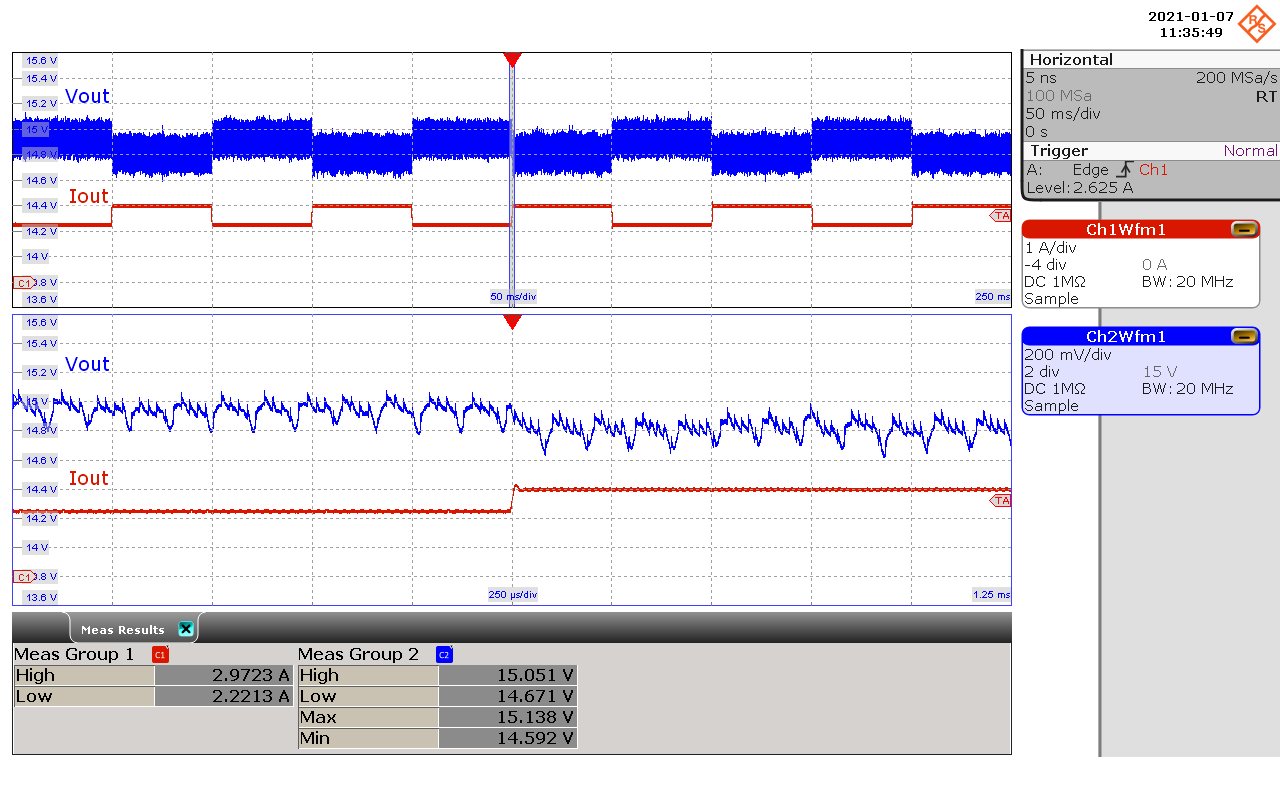 2021-01-07
11:35:49
R&S
15.6 V
15.4 V
Vout
15.2 V
15 V
14.8 V
14.6 V
Iout
14.4 V
TA
14.2 V
14 V
C1 3.8 V
13.6 V
50 ms/div
250 ms
15.6 V
15.4 V
Vout
15.2 V
15 V
14.8 V
14.6 V
Iout
14.4 V
TA
14.2 V
14 V
C1 3.8 V
13.6 V
250 µs/div
1.25 ms
Horizontal
5 ns 200 MSa/s
100 MSa RT
50 ms/div
0 s
Trigger Normal
A: Edge Ch1
Level: 2.625 A
Ch1Wfm1
1 A/div
-4 div 0 A
DC 1MΩ BW: 20 MHz
Sample
Ch2Wfm1
200 mV/div
2 div 15 V
DC 1MΩ BW: 20 MHz
Sample
Meas Results
Meas Group 1 C1
High 2.9723 A
Low 2.2213 A
Meas Group 2 C2
High 15.051 V
Low 14.671 V
Max 15.138 V
Min 14.592 V